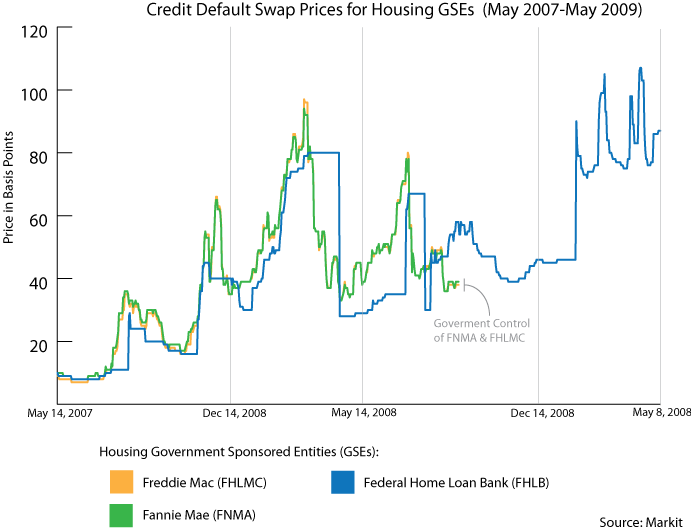 Credit Default Swap Prices for Housing GSEs (May 2007-May 2009)
Price in Basis Points
120
100
80
60
40
20
May 14, 2007
Dec 14, 2008
May 14, 2008
Dec 14, 2008
May 8, 2008
Goverment Control
of FNMA & FHLMC
Housing Government Sponsored Entities (GSEs):
Freddie Mac (FHLMC)
Federal Home Loan Bank (FHLB)
Fannie Mae (FNMA)
Source: Markit